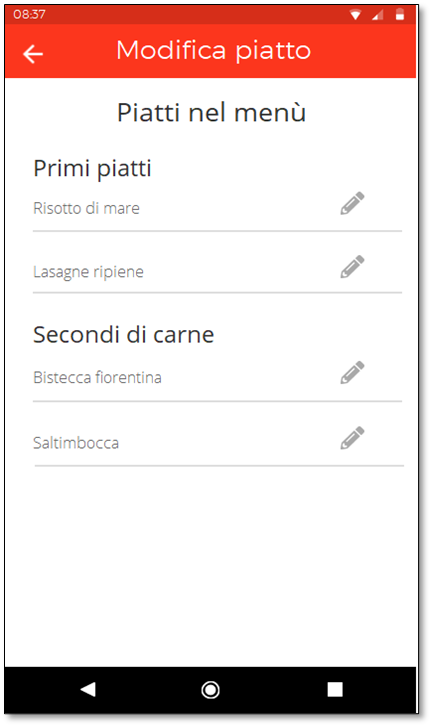 08:37
Modifica piatto
Piatti nel menù
Primi piatti
Risotto di mare
Lasagne ripiene
Secondi di carne
Bistecca fiorentina
Saltimbocca